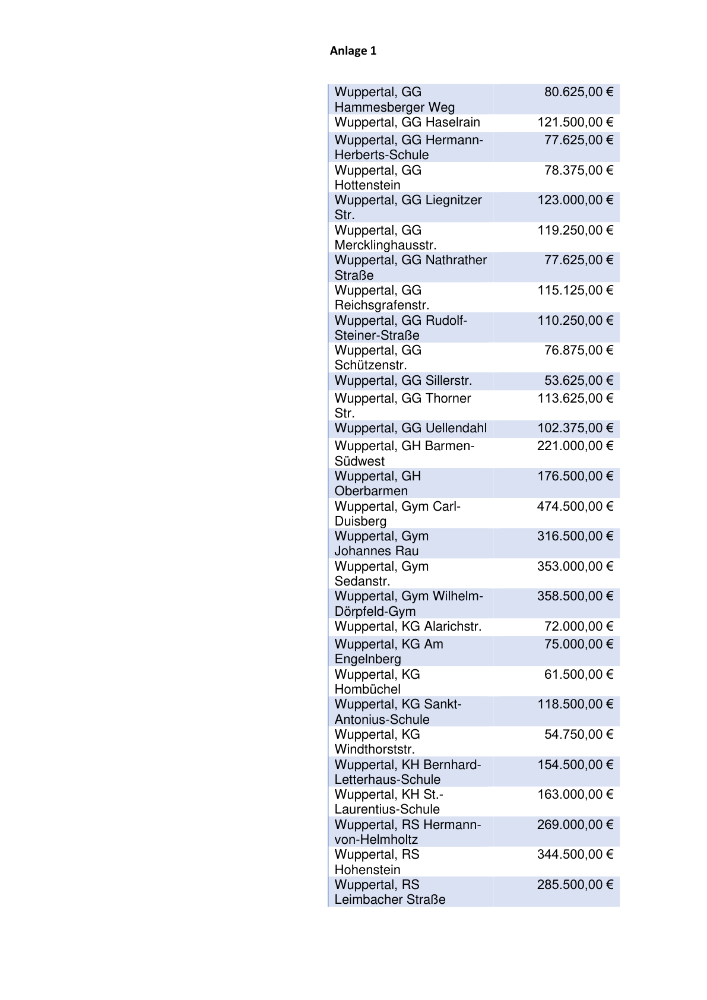 Anlage 1
Wuppertal, GG 80.625,00 €
Hammesberger Weg
Wuppertal, GG Haselrain 121.500,00 €
Wuppertal, GG Hermann- 77.625,00 €
Herberts-Schule
Wuppertal, GG 78.375,00 €
Hottenstein
Wuppertal, GG Liegnitzer 123.000,00 €
Str.
Wuppertal, GG 119.250,00 €
Mercklinghausstr.
Wuppertal, GG Nathrather 77.625,00 €
Straße
Wuppertal, GG 115.125,00 €
Reichsgrafenstr.
Wuppertal, GG Rudolf- 110.250,00 €
Steiner-Straße
Wuppertal, GG 76.875,00 €
Schützenstr.
Wuppertal, GG Sillerstr. 53.625,00 €
Wuppertal, GG Thorner 113.625,00 €
Str.
Wuppertal, GG Uellendahl 102.375,00 €
Wuppertal, GH Barmen- 221.000,00 €
Südwest
Wuppertal, GH 176.500,00 €
Oberbarmen
Wuppertal, Gym Carl- 474.500,00 €
Duisberg
Wuppertal, Gym 316.500,00 €
Johannes Rau
Wuppertal, Gym 353.000,00 €
Sedanstr.
Wuppertal, Gym Wilhelm- 358.500,00 €
Dörpfeld-Gym
Wuppertal, KG Alarichstr. 72.000,00 €
Wuppertal, KG Am 75.000,00 €
Engelnberg
Wuppertal, KG 61.500,00 €
Hombüchel
Wuppertal, KG Sankt- 118.500,00 €
Antonius-Schule
Wuppertal, KG 54.750,00 €
Windthorststr.
Wuppertal, KH Bernhard- 154.500,00 €
Letterhaus-Schule
Wuppertal, KH St.- 163.000,00 €
Laurentius-Schule
Wuppertal, RS Hermann- 269.000,00 €
von-Helmholtz
Wuppertal, RS 344.500,00 €
Hohenstein
Wuppertal, RS 285.500,00 €
Leimbacher Straße